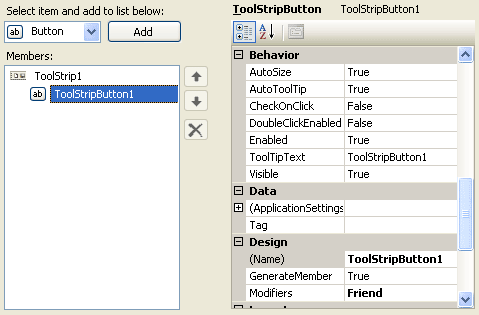 Select item and add to list below:
ab Button Add
Members:
ToolStrip1
ab ToolStripButton1
ToolStripButton ToolStripButton1
A Z
Behavior
AutoSize True
AutoToolTip True
CheckOnClick False
DoubleClickEnabled False
Enabled True
ToolTipText ToolStripButton1
Visible True
Data
(ApplicationSettings
Tag
Design
(Name) ToolStripButton1
GenerateMember True
Modifiers Friend